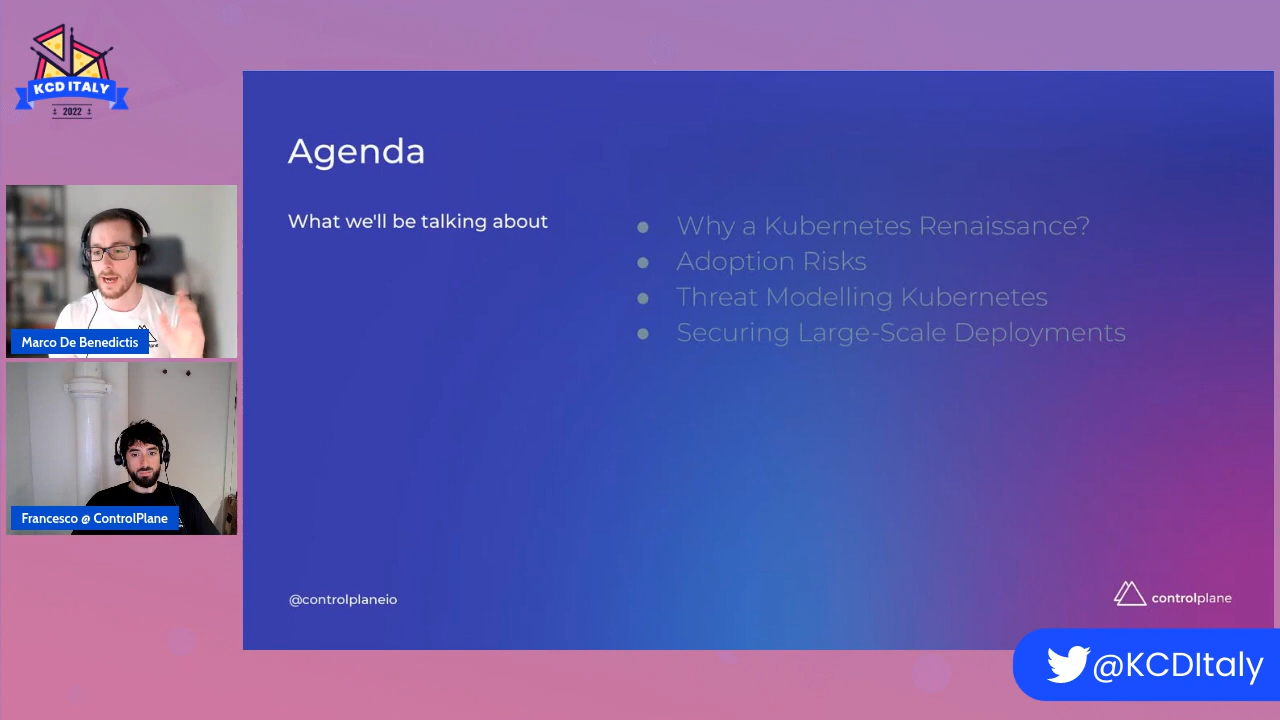 KCD ITALY
2022
Marco De Benedictis
Francesco @ ControlPlane
Agenda
What we'll be talking about
● Why a Kubernetes Renaissance?
● Adoption Risks
● Threat Modelling Kubernetes
● Securing Large-Scale Deployments
@controlplaneio
controlplane
@KCDItaly